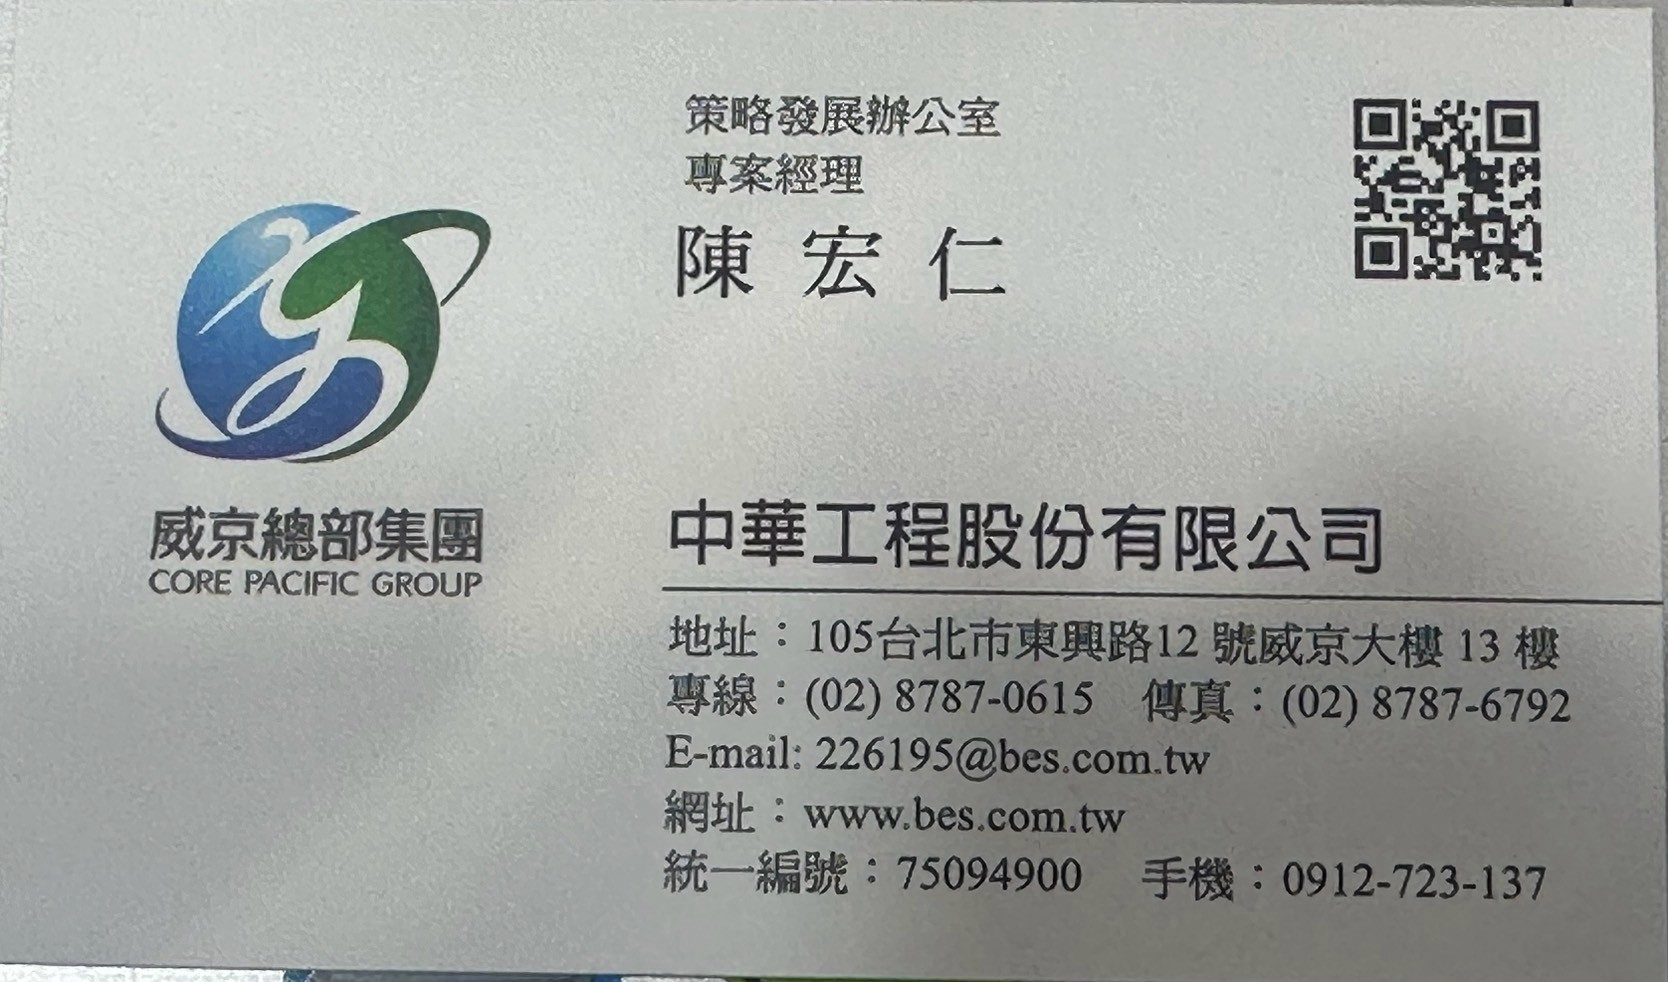 策略發展辦公室
專案經理
陳宏仁
威京總部集團
CORE PACIFIC GROUP
中華工程股份有限公司
地址：105台北市東興路12 號威京大樓 13 樓
專線：(02) 8787-0615 傳真：(02) 8787-6792
E-mail: 226195@bes.com.tw
網址：www.bes.com.tw
統一編號：75094900 手機：0912-723-137